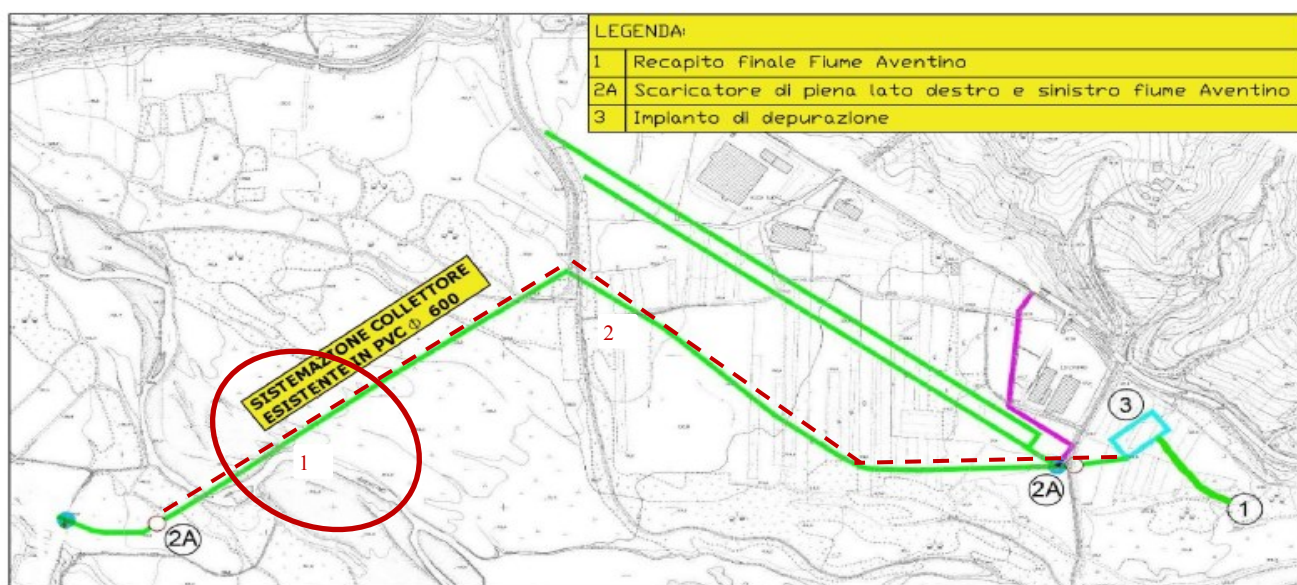 LEGENDA:
1 Recapito finale Fiume Aventino
2A Scaricatore di piena lato destro e sinistro fiume Aventino
3 Impianto di depurazione
SISTEMAZIONE COLLETTORE
ESISTENTE IN PVC Φ 600
2
1
3
2A
1
2A